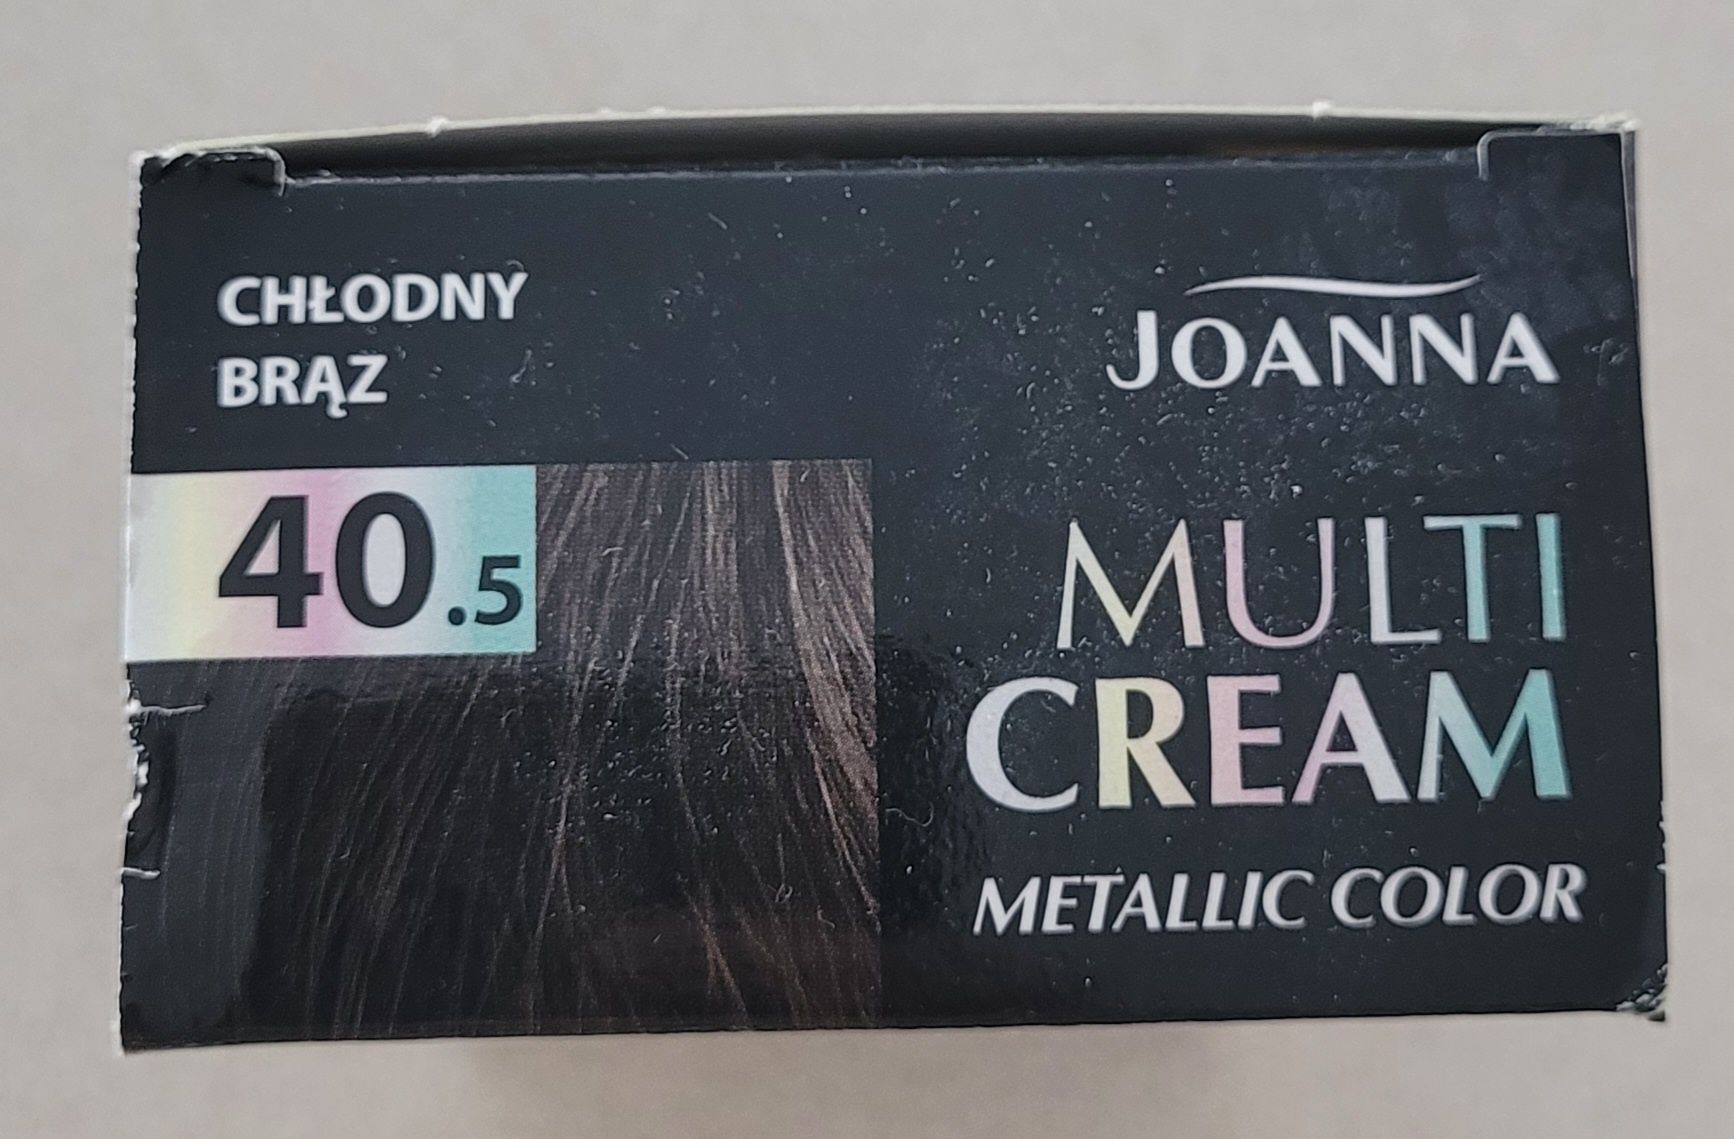 CHŁODNY
BRĄZ
40.5
JOANNA
MULTI
CREAM
METALLIC COLOR